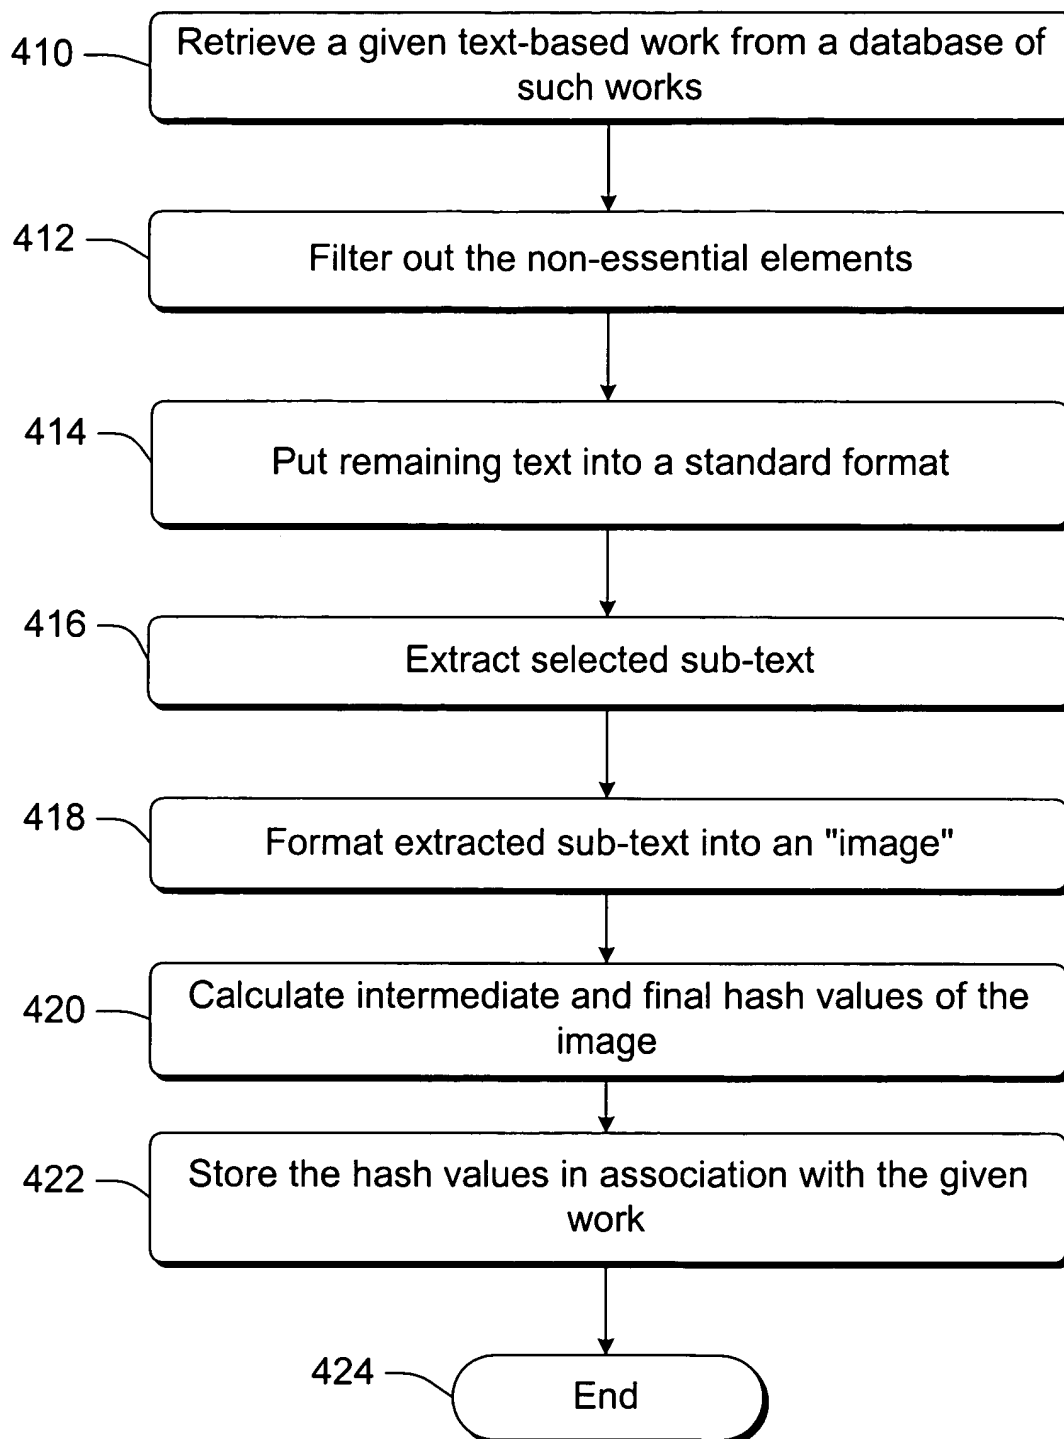 410
Retrieve a given text-based work from a database of
such works
412
Filter out the non-essential elements
414
Put remaining text into a standard format
416
Extract selected sub-text
418
Format extracted sub-text into an "image"
420
Calculate intermediate and final hash values of the
image
422
Store the hash values in association with the given
work
424
End